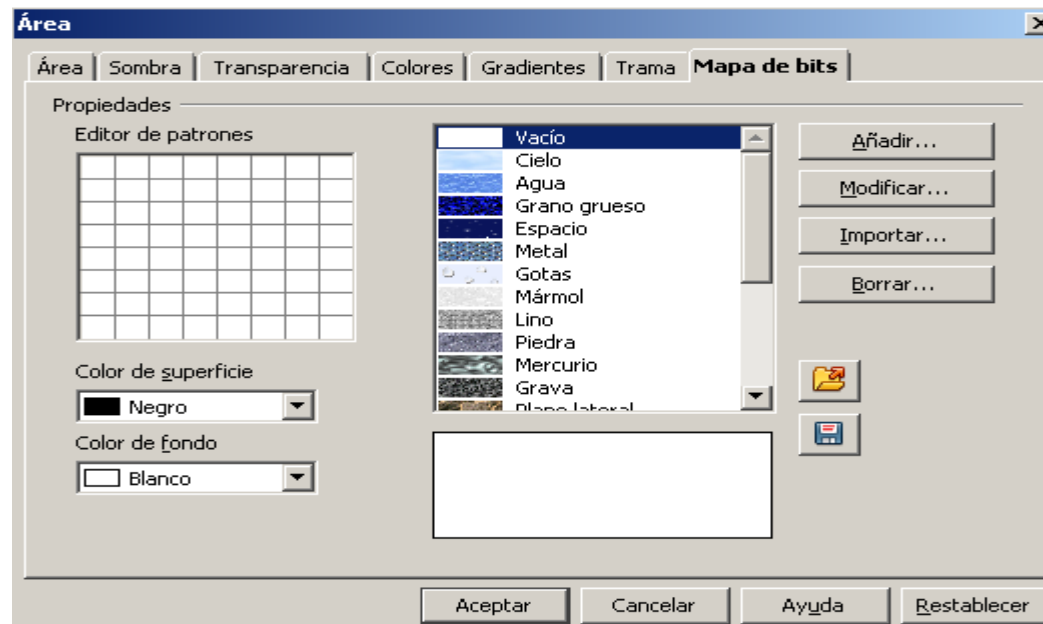 Área
Área Sombra Transparencia Colores Gradientes Trama Mapa de bits
Propiedades
Editor de patrones
Vacío
Cielo
Agua
Grano grueso
Espacio
Metal
Gotas
Mármol
Lino
Piedra
Mercurio
Grava
Plano lateral
Añadir...
Modificar...
Importar...
Borrar...
Color de superficie
Negro
Color de fondo
Blanco
Aceptar Cancelar Ayuda Restablecer